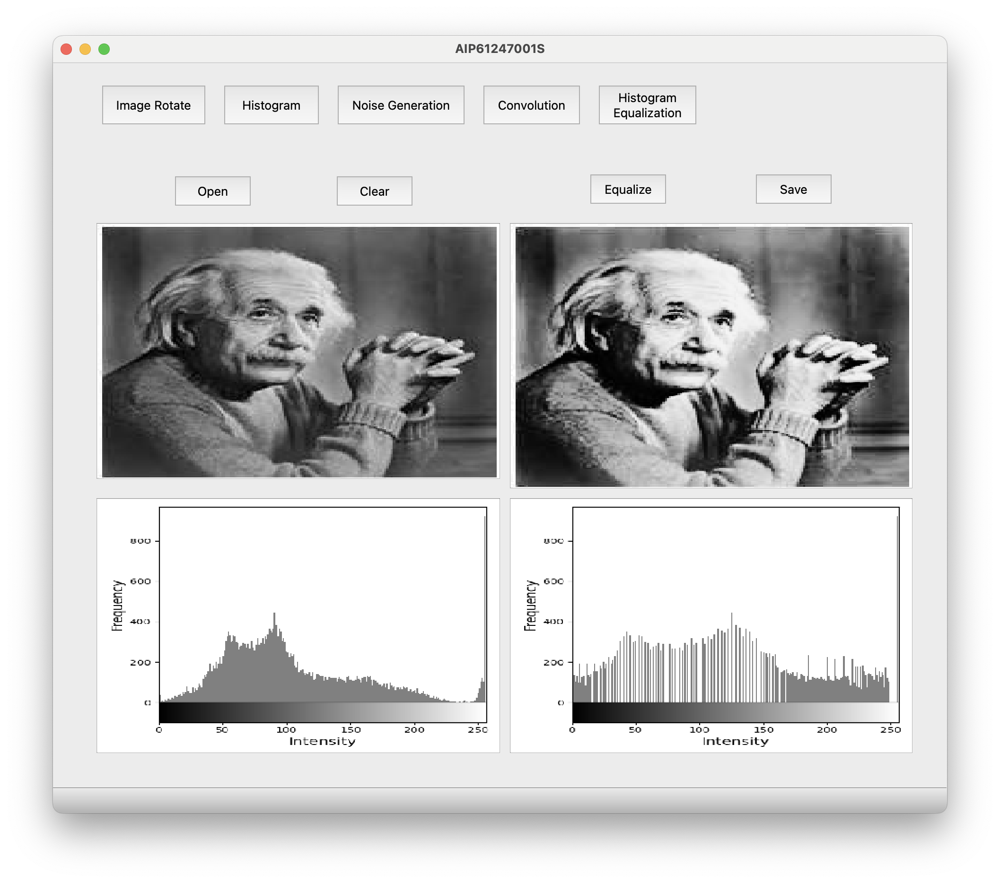 AIP61247001S
Image Rotate
Histogram
Noise Generation
Convolution
Histogram
Equalization
Open
Clear
Equalize
Save
800
600
400
200
0
Frequency
0 50 100 150 200 250
Intensity
800
600
400
200
0
Frequency
0 50 100 150 200 250
Intensity